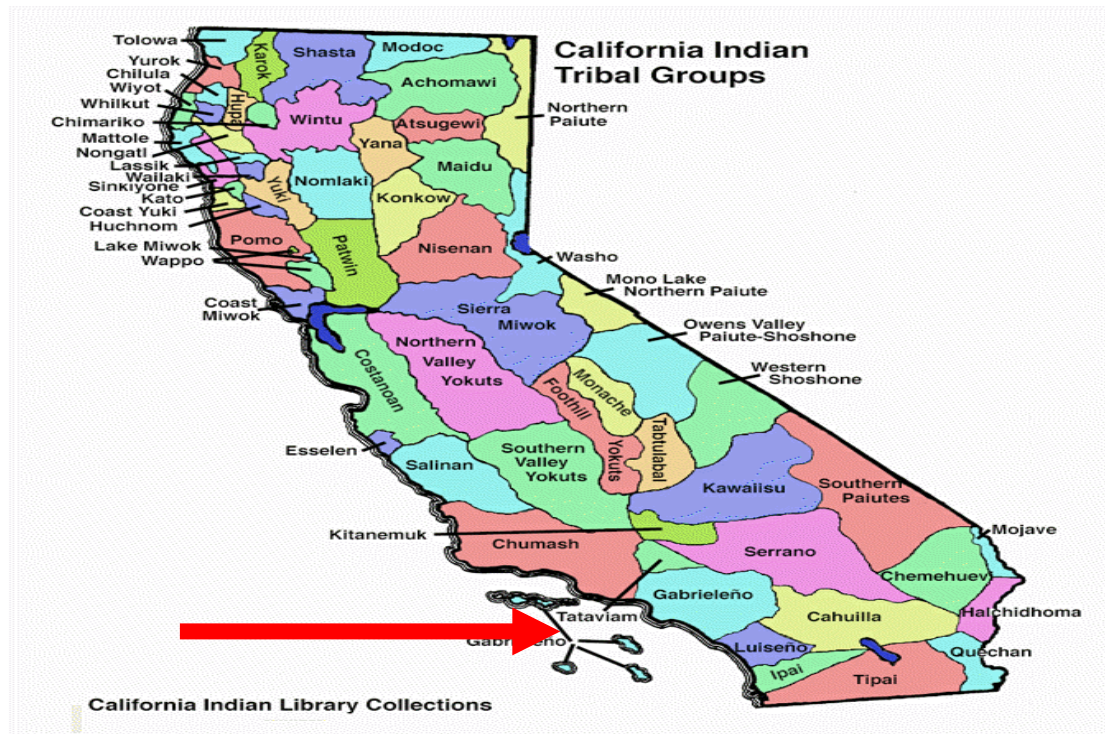 California Indian
Tribal Groups
Tolowa
Yurok
Chilula
Wiyot
Whilkut
Chimariko
Mattole
Nongatl
Lassik
Wailaki
Sinkiyone
Kato
Coast Yuki
Huchnom
Lake Miwok
Wappo
Coast
Miwok
Karok
Shasta
Modoc
Achomawi
Hupa
Wintu
Atsugewi
Yana
Northern
Paiute
Maidu
Yuki
Nomlaki
Konkow
Pomo
Patwin
Nisenan
Washo
Mono Lake
Northern Paiute
Sierra
Miwok
Owens Valley
Paiute-Shoshone
Costanoan
Northern
Valley
Yokuts
Western
Shoshone
Foothill
Yokuts
Monache
Tabtulabal
Esselen
Salinan
Southern
Valley
Yokuts
Kawaiisu
Southern
Paiutes
Kitanemuk
Chumash
Serrano
Mojave
Chemehuevi
Tataviam
Gabrieleño
Cahuilla
Halchidhoma
Gabrieleño
Luiseño
Quechan
Ipai
Tipai
California Indian Library Collections